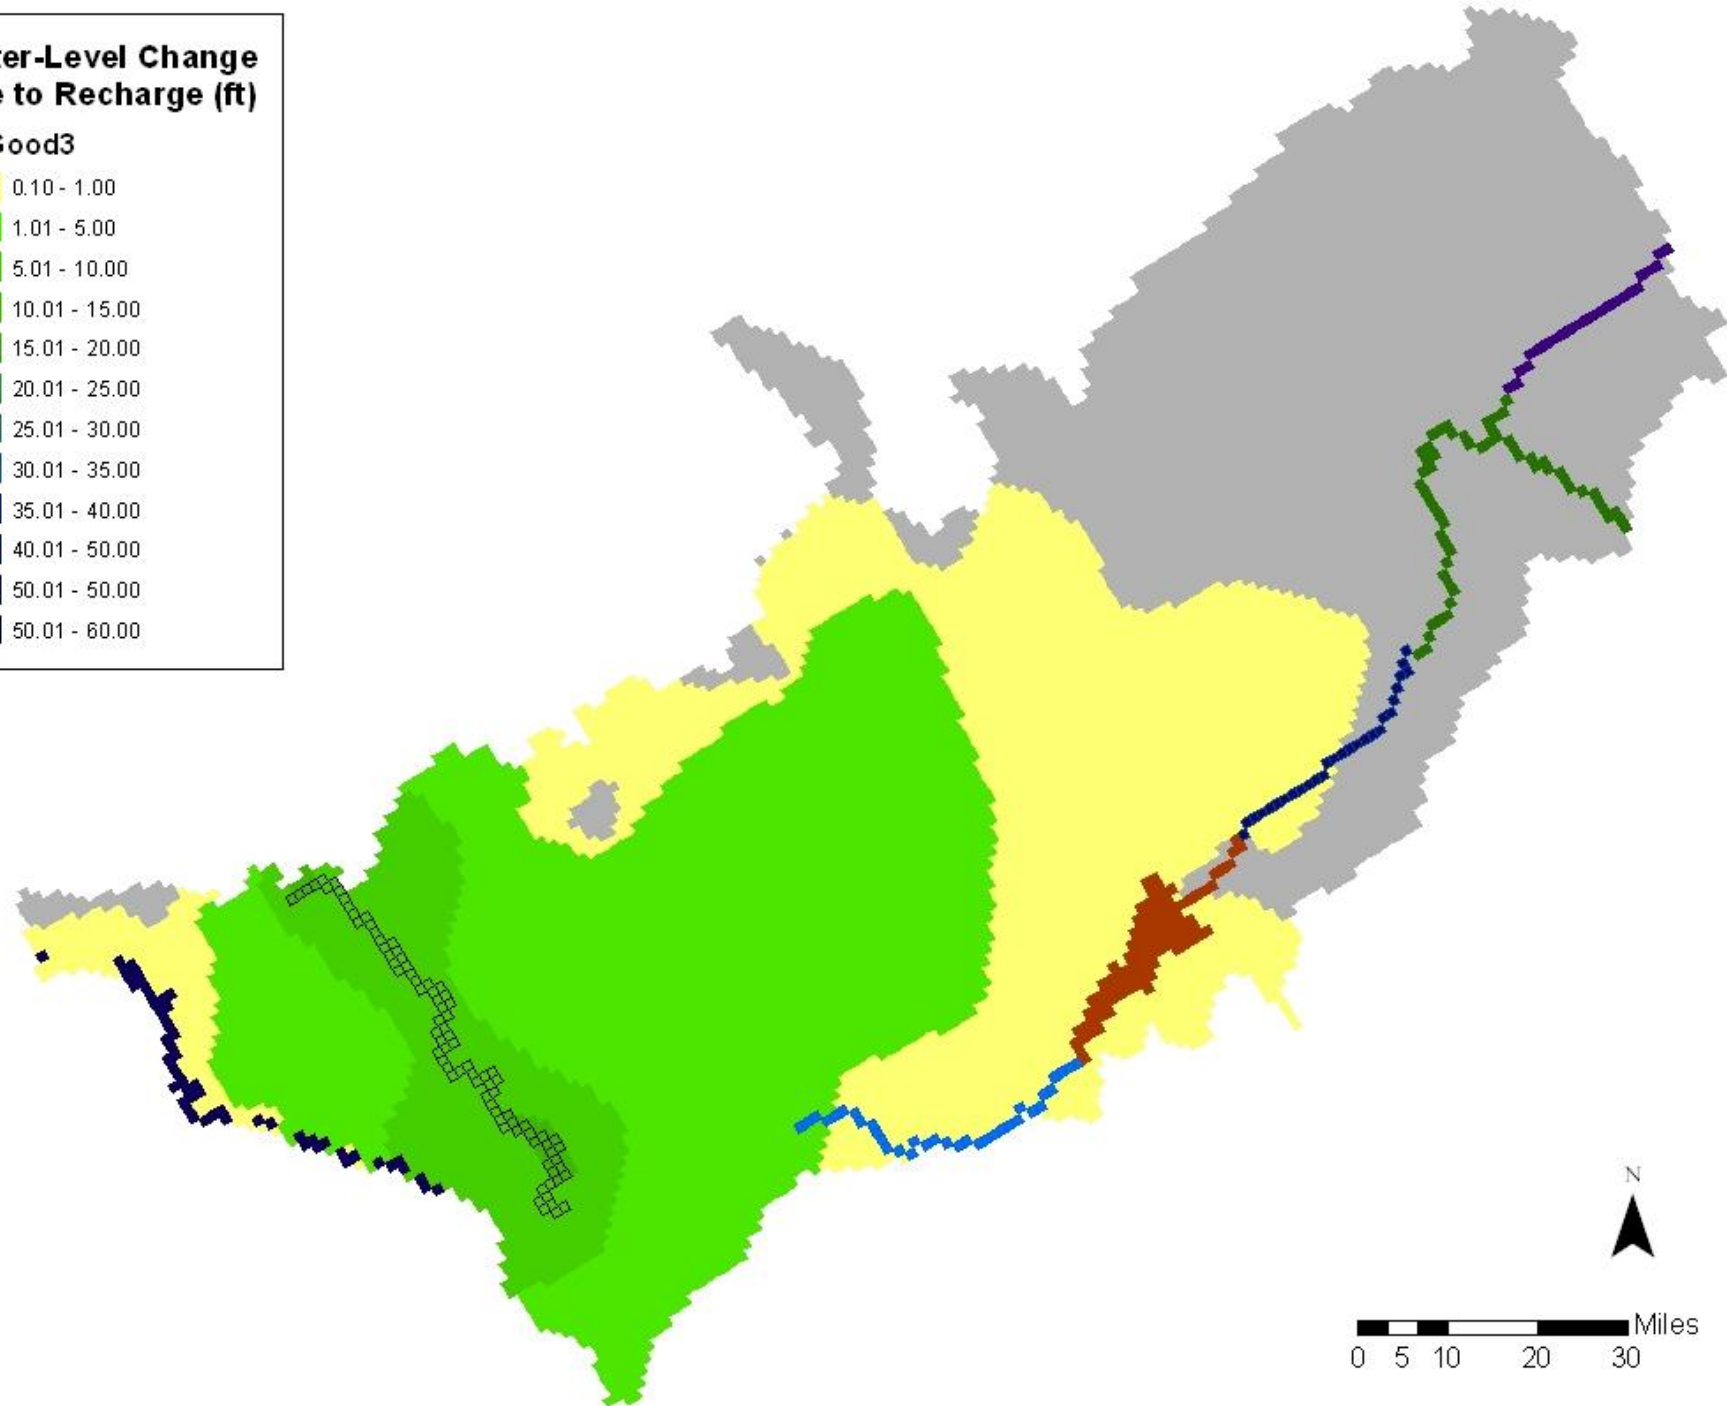 ter-Level Change
e to Recharge (ft)
Good3
0.10 - 1.00
1.01 - 5.00
5.01 - 10.00
10.01 - 15.00
15.01 - 20.00
20.01 - 25.00
25.01 - 30.00
30.01 - 35.00
35.01 - 40.00
40.01 - 50.00
50.01 - 50.00
50.01 - 60.00
N
Miles
0 5 10 20 30